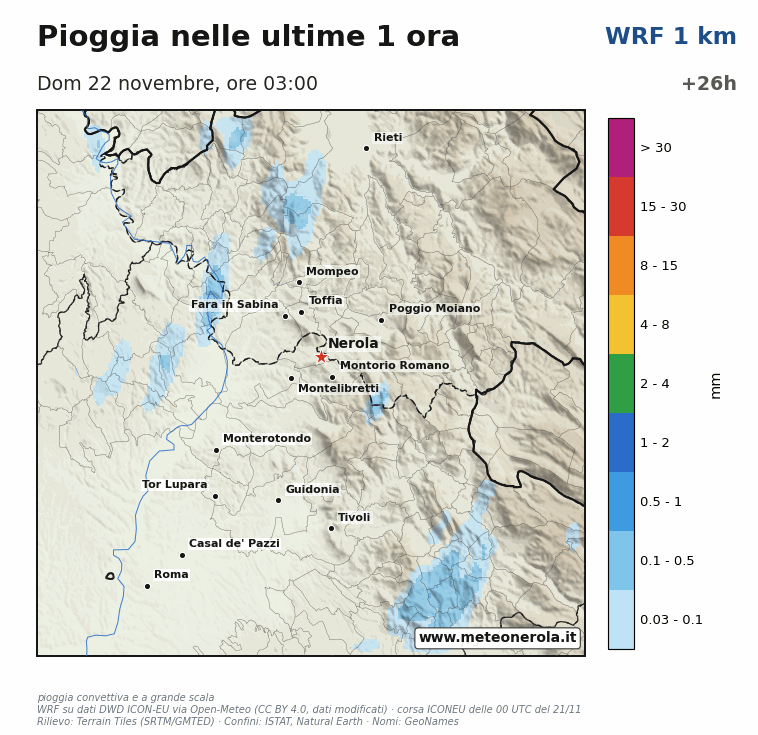 Pioggia nelle ultime 1 ora
WRF 1 km
Dom 22 novembre, ore 03:00
+26h
Rieti
Mompeo
Fara in Sabina
Toffia
Poggio Moiano
Nerola
Montorio Romano
Montelibretti
Monterotondo
Tor Lupara
Guidonia
Tivoli
Casal de' Pazzi
Roma
www.meteonerola.it
> 30
15 - 30
8 - 15
4 - 8
2 - 4
1 - 2
0.5 - 1
0.1 - 0.5
0.03 - 0.1
mm
pioggia convettiva e a grande scala
WRF su dati DWD ICON-EU via Open-Meteo (CC BY 4.0, dati modificati) · corsa ICONEU delle 00 UTC del 21/11
Rilievo: Terrain Tiles (SRTM/GMTED) · Confini: ISTAT, Natural Earth · Nomi: GeoNames